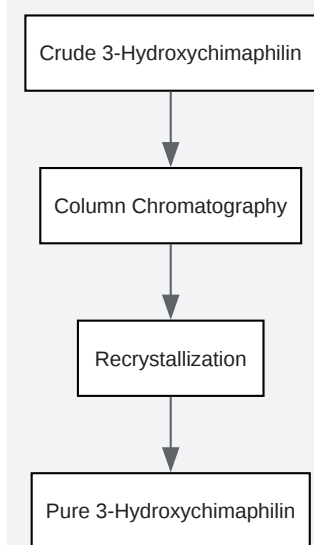 Crude 3-Hydroxychimaphilin
Column Chromatography
Recrystallization
Pure 3-Hydroxychimaphilin